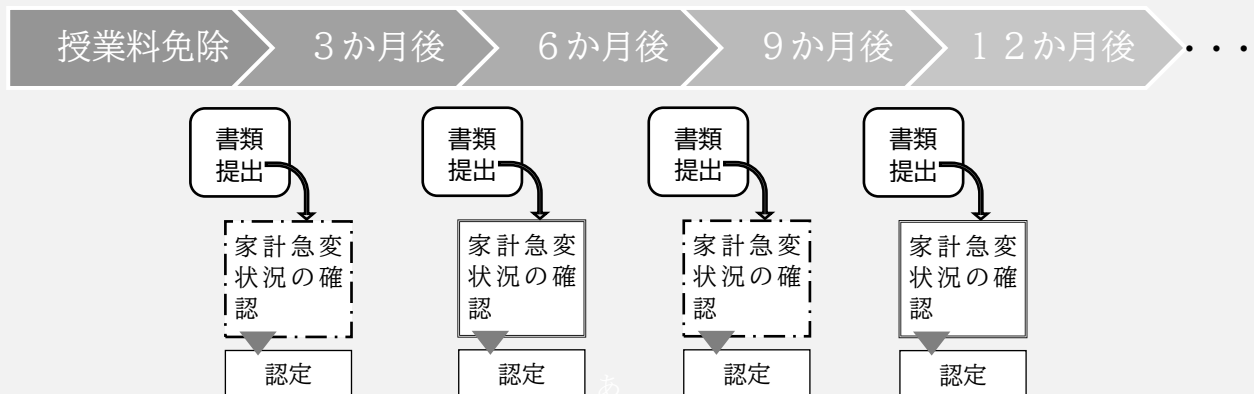 授業料免除
３か月後
６か月後
９か月後
１２か月後
・・・
書類
提出
書類
提出
書類
提出
書類
提出
家計急変
状況の確
認
家計急変
状況の確
認
家計急変
状況の確
認
家計急変
状況の確
認
認定
認定
あ
認定
認定